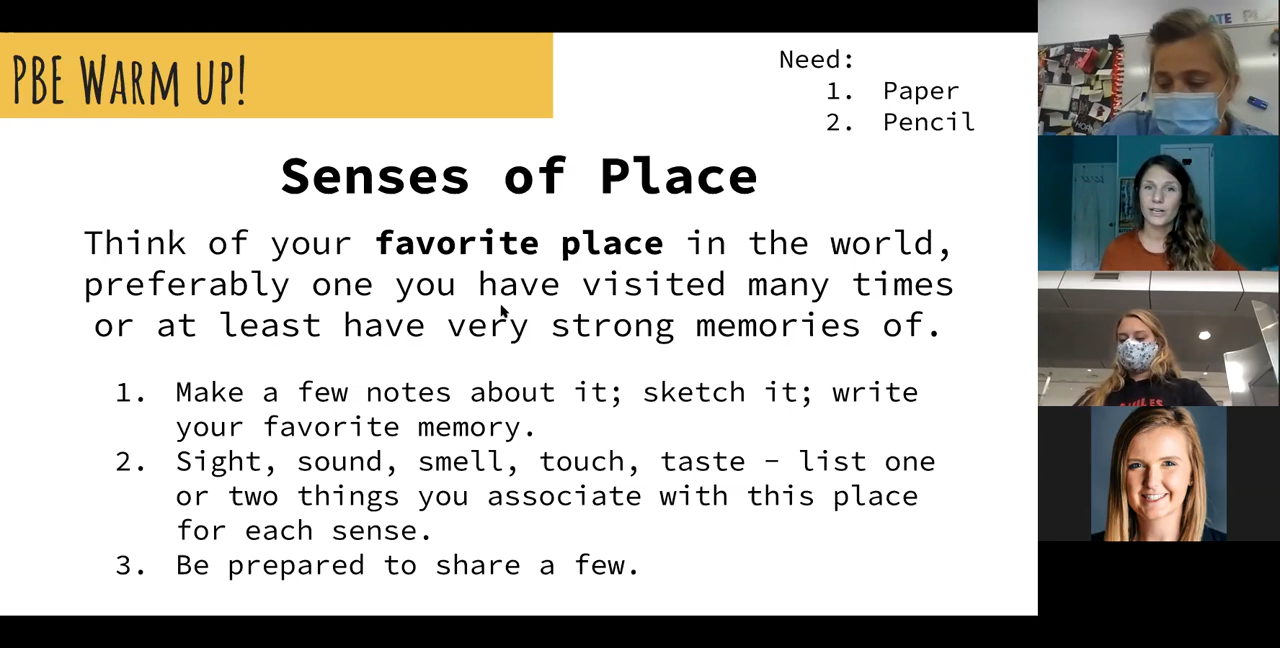 PBE WARM UP!
Need:
1. Paper
2. Pencil
Senses of Place
Think of your favorite place in the world,
preferably one you have visited many times
or at least have very strong memories of.
1. Make a few notes about it; sketch it; write
your favorite memory.
2. Sight, sound, smell, touch, taste – list one
or two things you associate with this place
for each sense.
3. Be prepared to share a few.